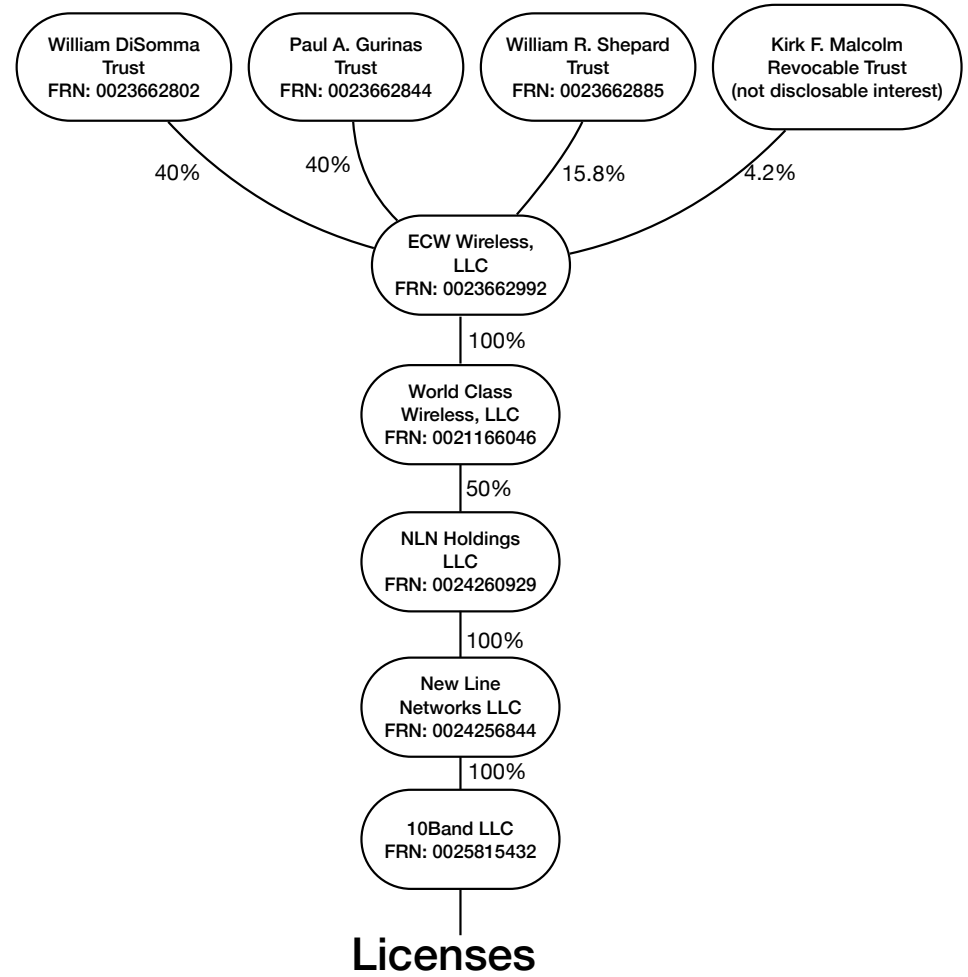 William DiSomma
Trust
FRN: 0023662802
Paul A. Gurinas
Trust
FRN: 0023662844
William R. Shepard
Trust
FRN: 0023662885
Kirk F. Malcolm
Revocable Trust
(not disclosable interest)
40%
40%
15.8%
4.2%
ECW Wireless,
LLC
FRN: 0023662992
100%
World Class
Wireless, LLC
FRN: 0021166046
50%
NLN Holdings
LLC
FRN: 0024260929
100%
New Line
Networks LLC
FRN: 0024256844
100%
10Band LLC
FRN: 0025815432
Licenses